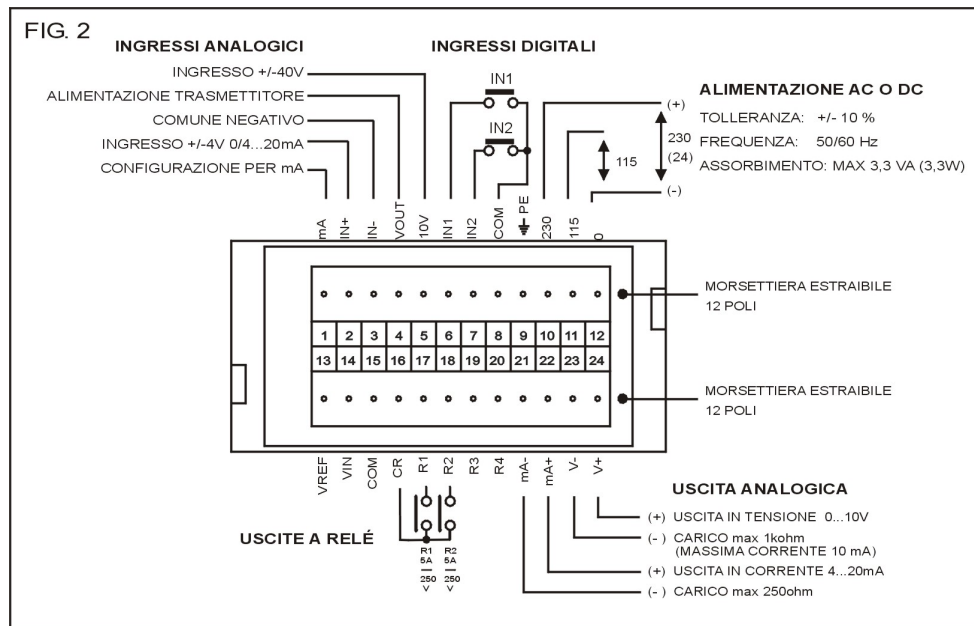 FIG. 2
INGRESSI ANALOGICI
INGRESSO +/-40V
ALIMENTAZIONE TRASMETTITORE
COMUNE NEGATIVO
INGRESSO +/-4V 0/4...20mA
CONFIGURAZIONE PER mA
INGRESSI DIGITALI
IN1
IN2
ALIMENTAZIONE AC O DC
TOLLERANZA: +/- 10 %
FREQUENZA: 50/60 Hz
ASSORBIMENTO: MAX 3,3 VA (3,3W)
(+)
230
(24)
(-)
115
mA IN+ IN- VOUT 10V IN1 IN2 COM PE 230 115 0
MORSETTIERA ESTRAIBILE
12 POLI
1 2 3 4 5 6 7 8 9 10 11 12
13 14 15 16 17 18 19 20 21 22 23 24
MORSETTIERA ESTRAIBILE
12 POLI
VREF VIN COM CR R1 R2 R3 R4 mA- mA+ V- V+
USCITE A RELÉ
R1 R2
5A 5A
250 250
V V
USCITA ANALOGICA
(+) USCITA IN TENSIONE 0...10V
(-) CARICO max 1kohm
(MASSIMA CORRENTE 10 mA)
(+) USCITA IN CORRENTE 4...20mA
(-) CARICO max 250ohm